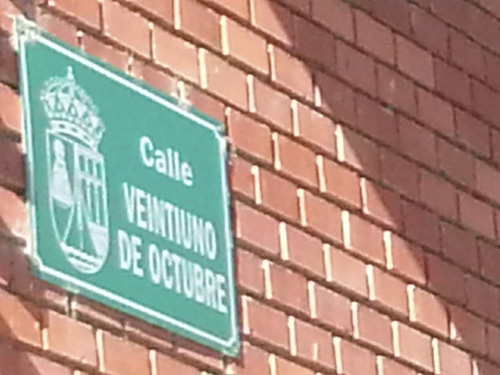 Calle
VEINTIUNO
DE OCTUBRE